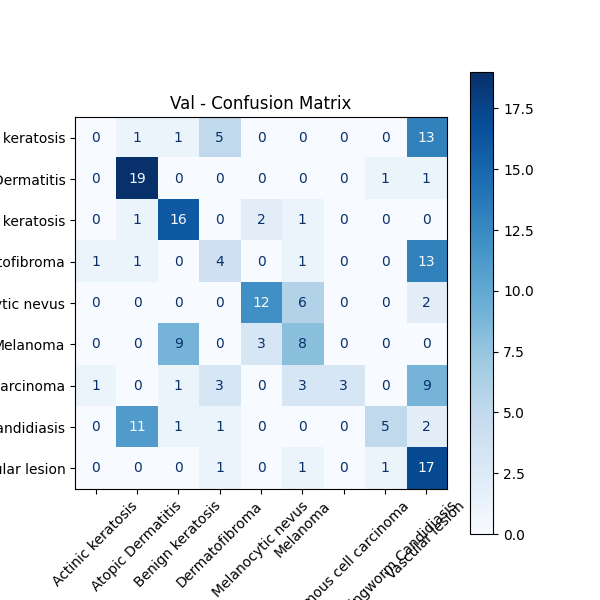 Val - Confusion Matrix
keratosis 0 1 1 5 0 0 0 0 13
Dermatitis 0 19 0 0 0 0 0 1 1
keratosis 0 1 16 0 2 1 0 0 0
tofibroma 1 1 0 4 0 1 0 0 13
ytic nevus 0 0 0 0 12 6 0 0 2
Melanoma 0 0 9 0 3 8 0 0 0
arcinoma 1 0 1 3 0 3 3 0 9
andidiasis 0 11 1 1 0 0 0 5 2
ular lesion 0 0 0 1 0 1 0 1 17
Actinic keratosis
Atopic Dermatitis
Benign keratosis
Dermatofibroma
Melanocytic nevus
Melanoma
mous cell carcinoma
ingworm Candidiasis
Vascular lesion
17.5
15.0
12.5
10.0
7.5
5.0
2.5
0.0